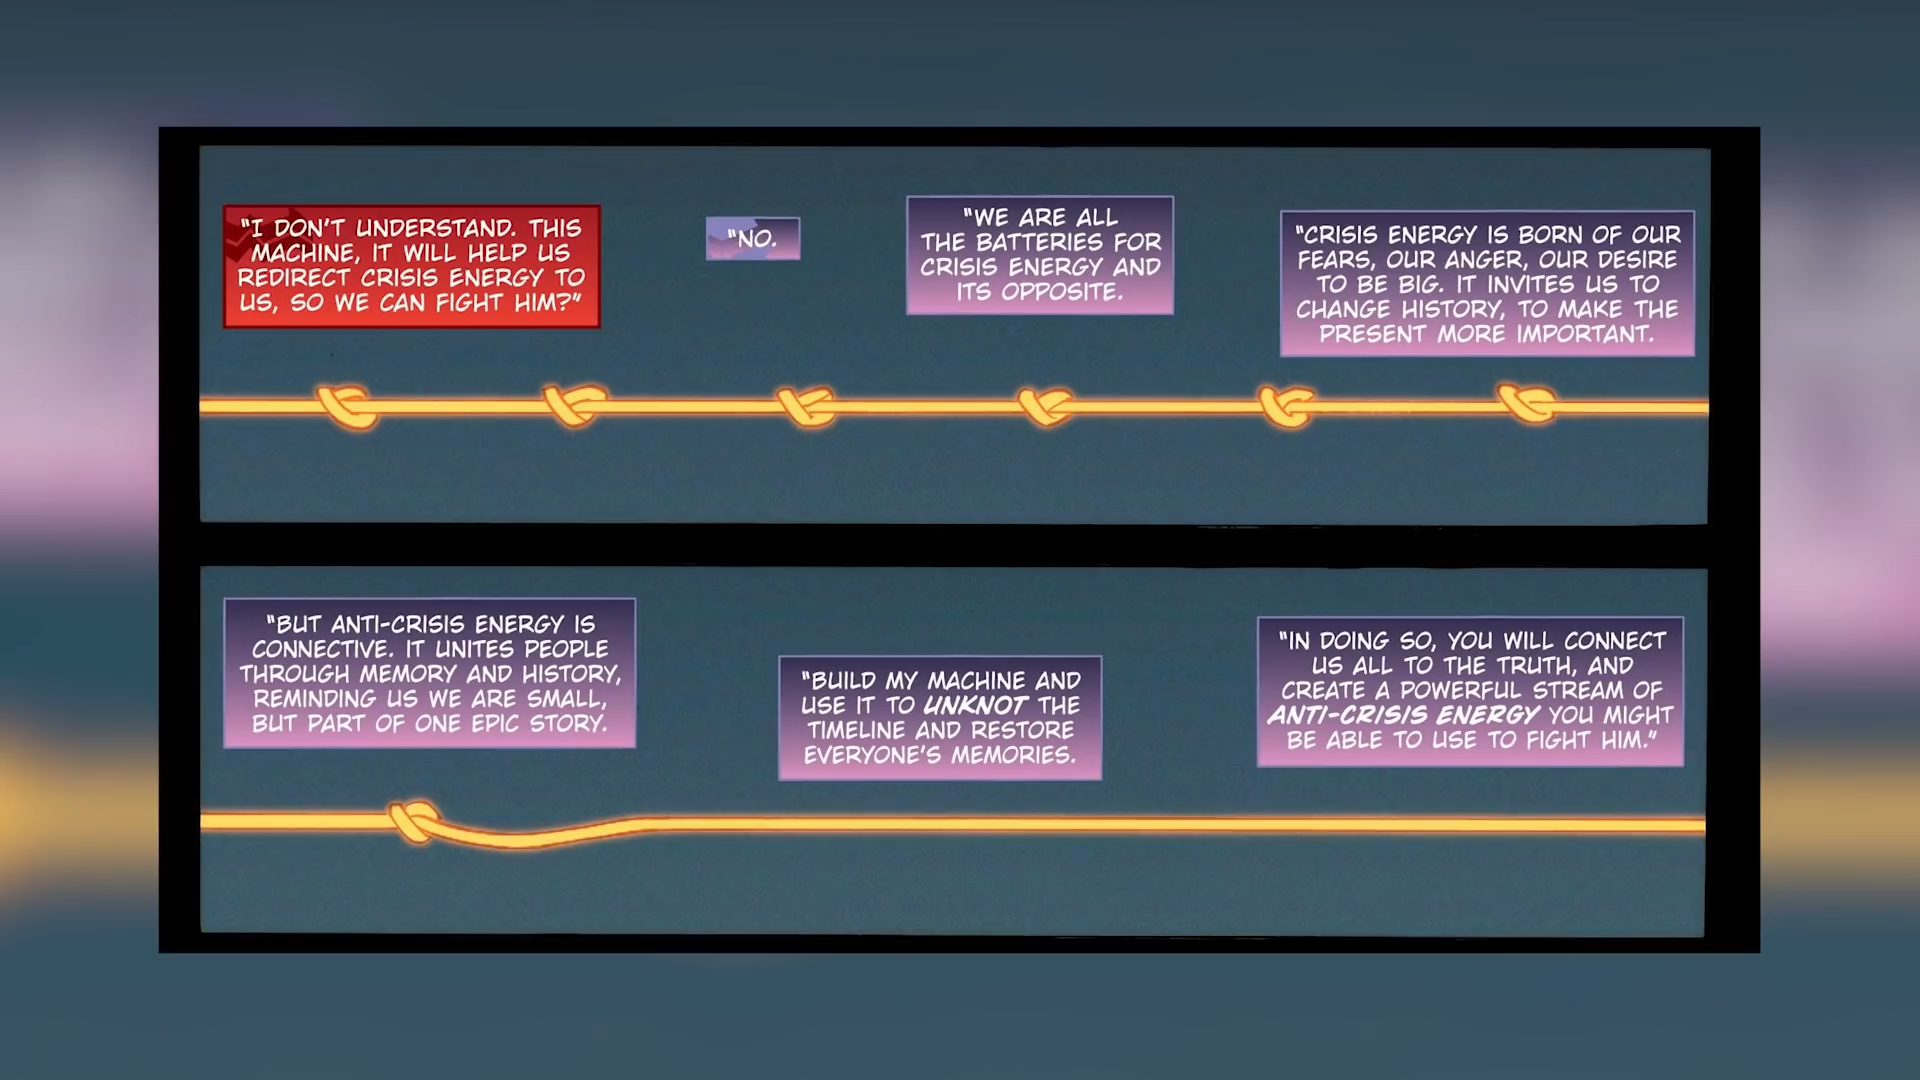 "I DON'T UNDERSTAND. THIS
MACHINE, IT WILL HELP US
REDIRECT CRISIS ENERGY TO
US, SO WE CAN FIGHT HIM?"
"NO.
"WE ARE ALL
THE BATTERIES FOR
CRISIS ENERGY AND
ITS OPPOSITE.
"CRISIS ENERGY IS BORN OF OUR
FEARS, OUR ANGER, OUR DESIRE
TO BE BIG. IT INVITES US TO
CHANGE HISTORY, TO MAKE THE
PRESENT MORE IMPORTANT.
"BUT ANTI-CRISIS ENERGY IS
CONNECTIVE. IT UNITES PEOPLE
THROUGH MEMORY AND HISTORY,
REMINDING US WE ARE SMALL,
BUT PART OF ONE EPIC STORY.
"BUILD MY MACHINE AND
USE IT TO UNKNOT THE
TIMELINE AND RESTORE
EVERYONE'S MEMORIES.
"IN DOING SO, YOU WILL CONNECT
US ALL TO THE TRUTH, AND
CREATE A POWERFUL STREAM OF
ANTI-CRISIS ENERGY YOU MIGHT
BE ABLE TO USE TO FIGHT HIM."